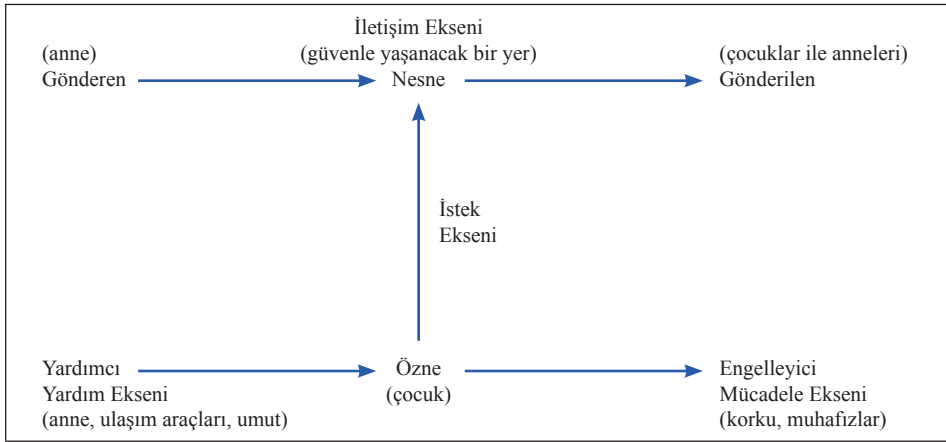 İletişim Ekseni
(anne)
(güvenle yaşanacak bir yer)
(çocuklar ile anneleri)
Gönderen
Nesne
Gönderilen
İstek
Ekseni
Yardımcı
Yardım Ekseni
(anne, ulaşım araçları, umut)
Özne
(çocuk)
Engelleyici
Mücadele Ekseni
(korku, muhafızlar)